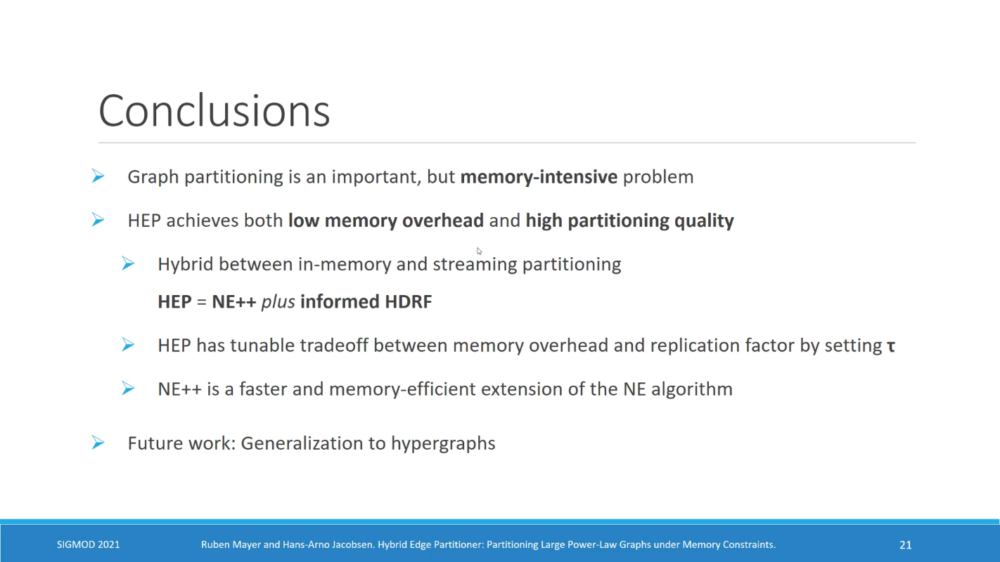 Conclusions
Graph partitioning is an important, but memory-intensive problem
HEP achieves both low memory overhead and high partitioning quality
Hybrid between in-memory and streaming partitioning
HEP = NE++ plus informed HDRF
HEP has tunable tradeoff between memory overhead and replication factor by setting τ
NE++ is a faster and memory-efficient extension of the NE algorithm
Future work: Generalization to hypergraphs
SIGMOD 2021
Ruben Mayer and Hans-Arno Jacobsen. Hybrid Edge Partitioner: Partitioning Large Power-Law Graphs under Memory Constraints.
21